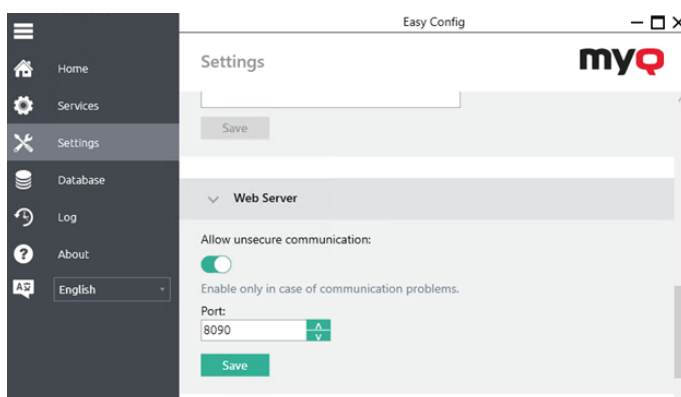 Easy Config
Home
Services
Settings
Database
Log
About
English
Settings
myQ
Save
Web Server
Allow unsecure communication:
Enable only in case of communication problems.
Port:
8090
Save